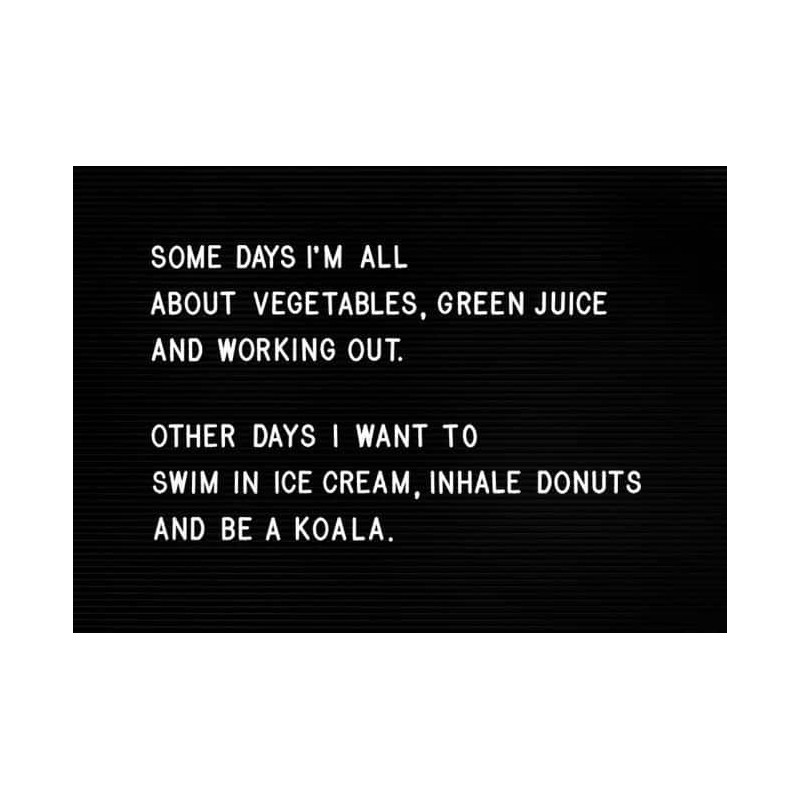 SOME DAYS I'M ALL
ABOUT VEGETABLES, GREEN JUICE
AND WORKING OUT.
OTHER DAYS I WANT TO
SWIM IN ICE CREAM, INHALE DONUTS
AND BE A KOALA.